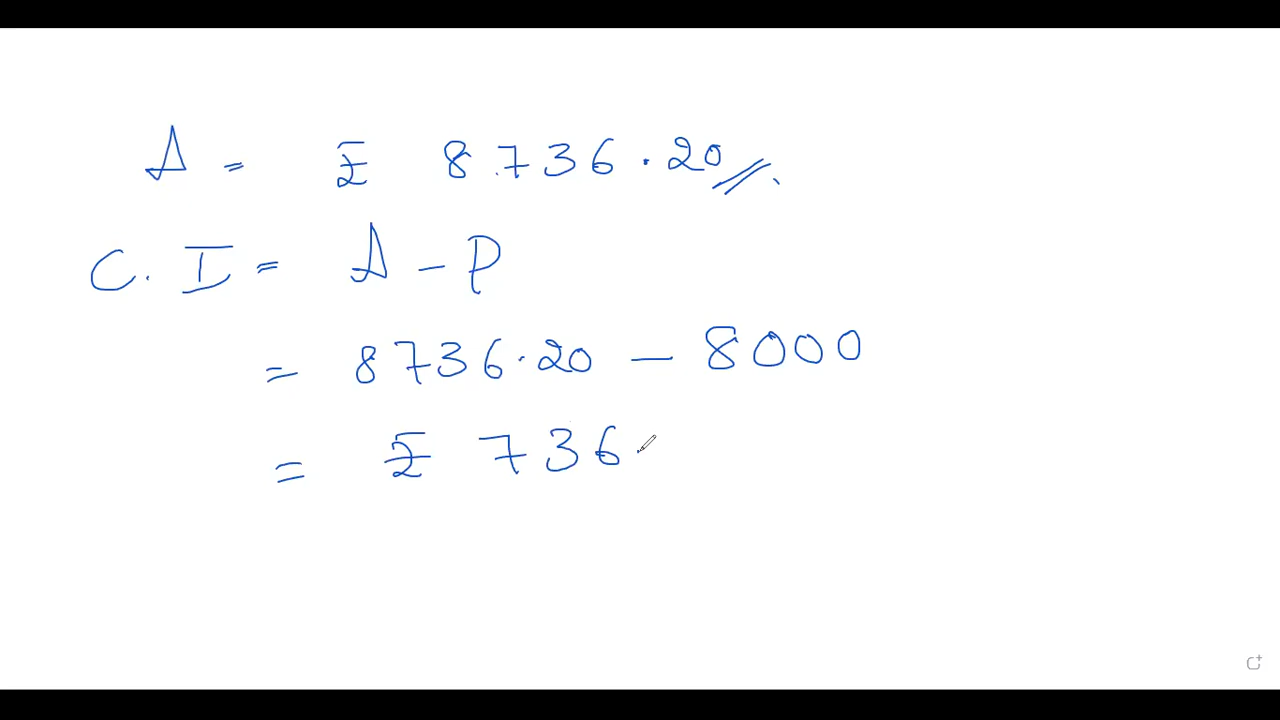 A = ₹ 8736.20
C. I = A - P
= 8736.20 - 8000
= ₹ 736